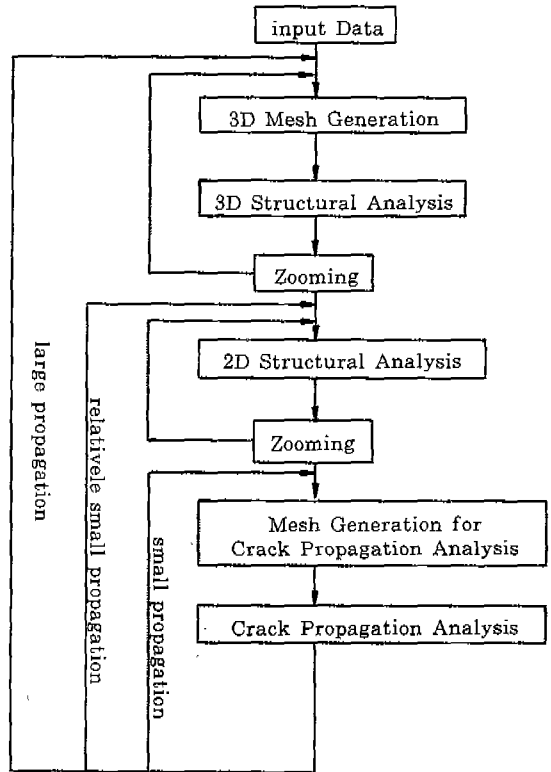 input Data
3D Mesh Generation
3D Structural Analysis
Zooming
2D Structural Analysis
Zooming
Mesh Generation for
Crack Propagation Analysis
Crack Propagation Analysis
large propagation
relativele small propagation
small propagation